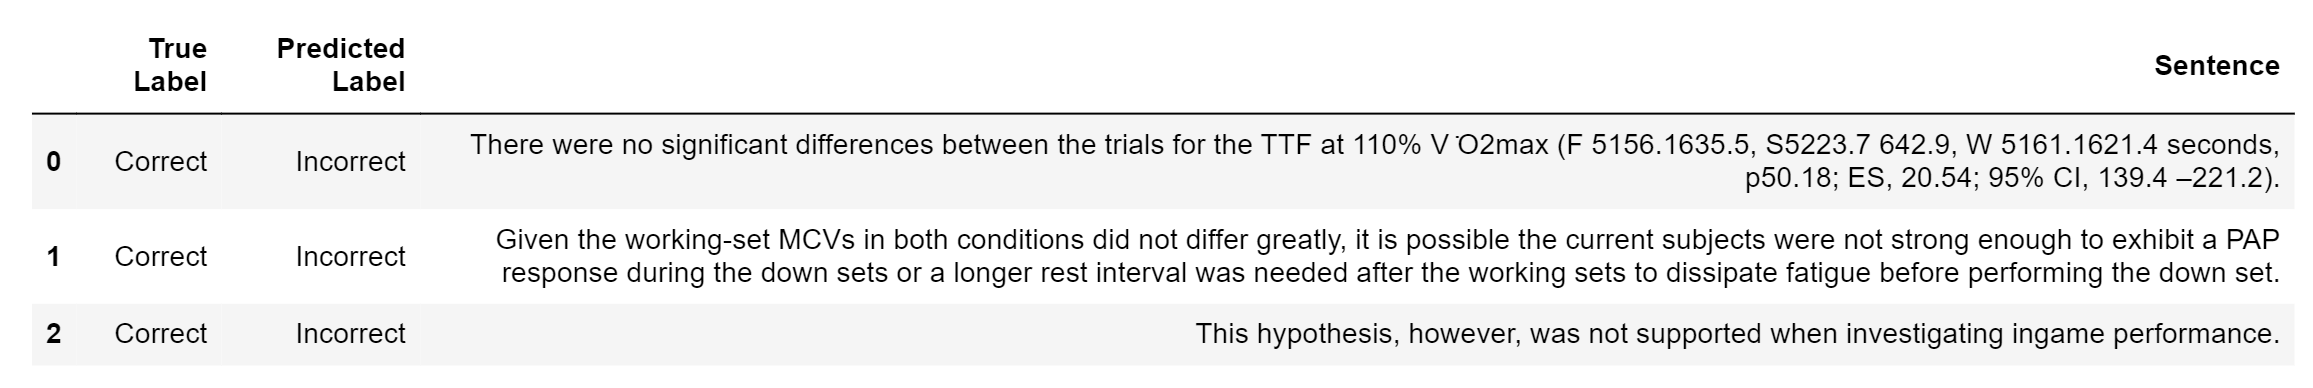 True Label Predicted Label Sentence
0 Correct Incorrect There were no significant differences between the trials for the TTF at 110% V ̇O2max (F 5156.1635.5, S5223.7 642.9, W 5161.1621.4 seconds,
p50.18; ES, 20.54; 95% CI, 139.4 –221.2).
1 Correct Incorrect Given the working-set MCVs in both conditions did not differ greatly, it is possible the current subjects were not strong enough to exhibit a PAP
response during the down sets or a longer rest interval was needed after the working sets to dissipate fatigue before performing the down set.
2 Correct Incorrect This hypothesis, however, was not supported when investigating ingame performance.